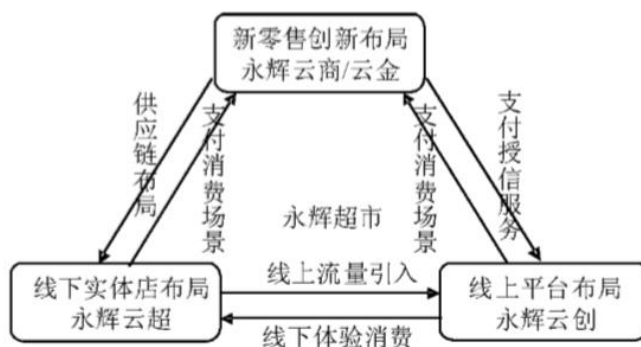 新零售创新布局
永辉云商/云金
供应链布局
支付消费场景
支付消费场景
支付授信服务
永辉超市
线下实体店布局
永辉云超
线上流量引入
线下体验消费
线上平台布局
永辉云创